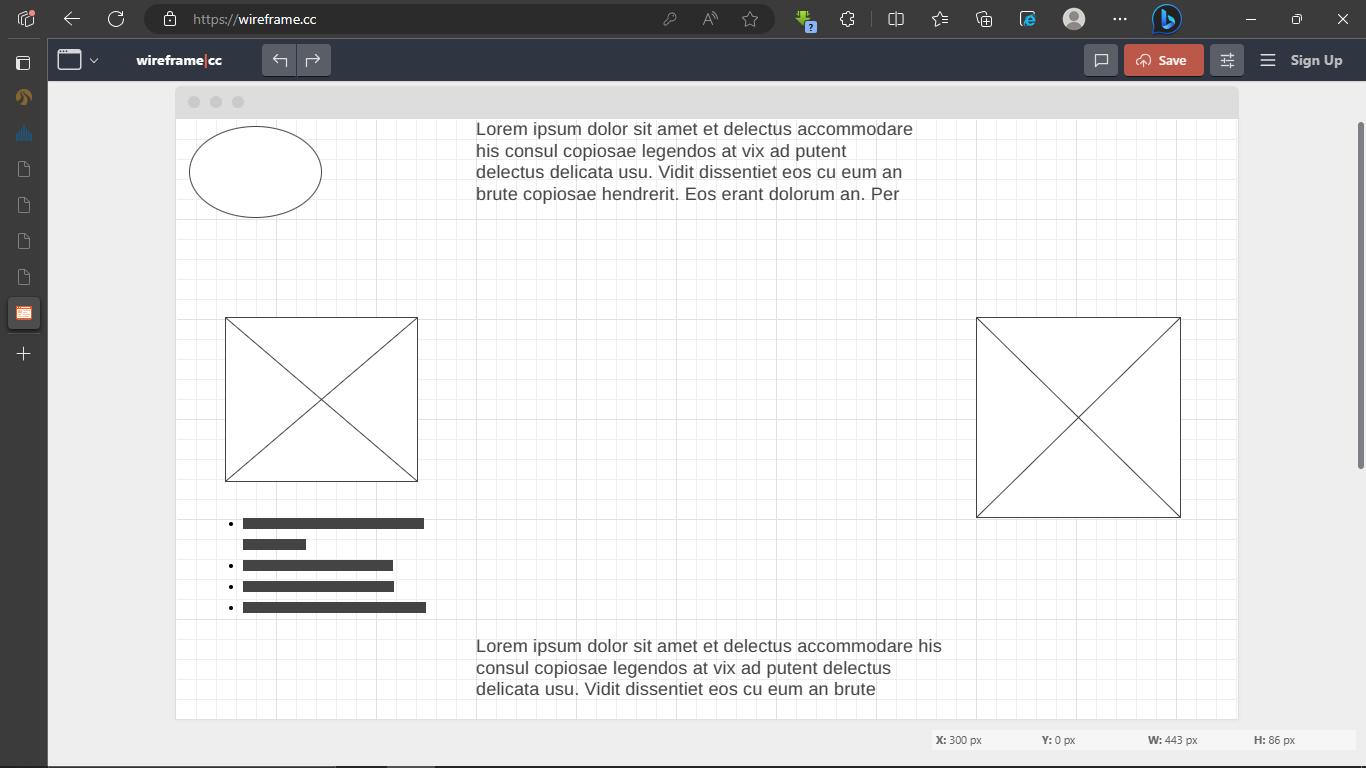 https://wireframe.cc
wireframe|cc
Save
Sign Up
Lorem ipsum dolor sit amet et delectus accommodare
his consul copiosae legendos at vix ad putent
delectus delicata usu. Vidit dissentiet eos cu eum an
brute copiosae hendrerit. Eos erant dolorum an. Per
Lorem ipsum dolor sit amet et delectus accommodare his
consul copiosae legendos at vix ad putent delectus
delicata usu. Vidit dissentiet eos cu eum an brute
X: 300 px Y: 0 px W: 443 px H: 86 px